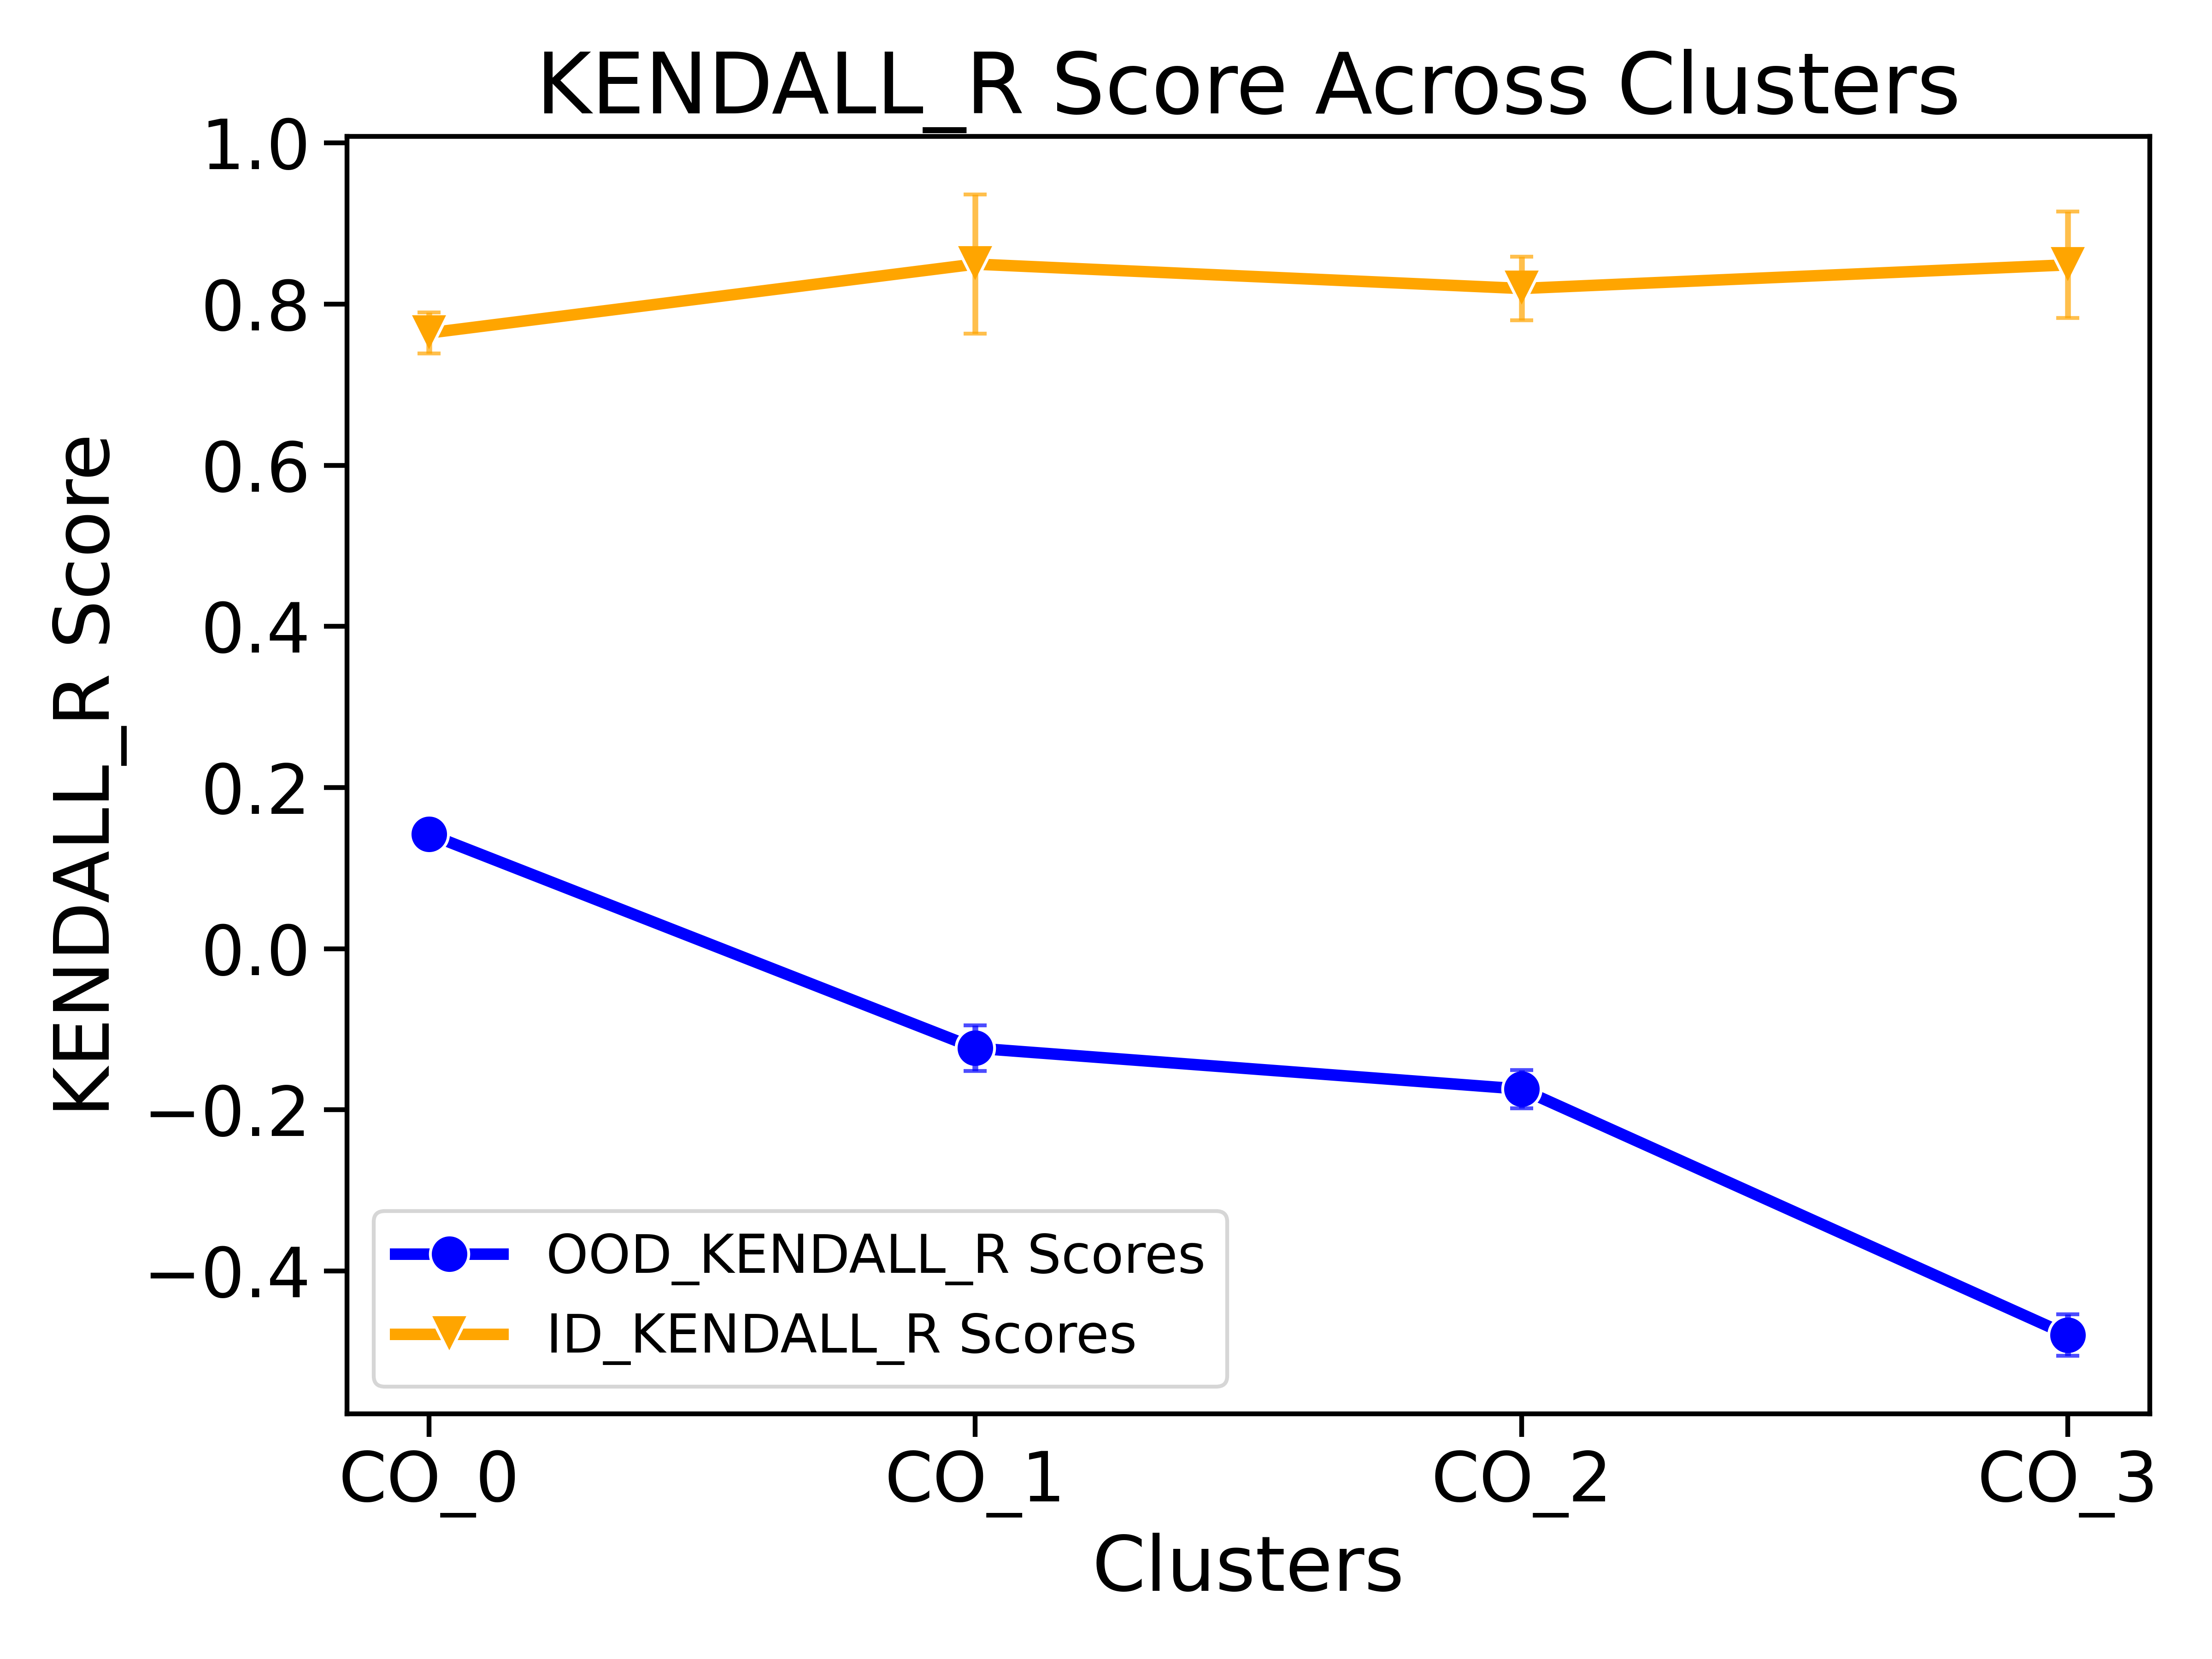 KENDALL_R Score Across Clusters
KENDALL_R Score
1.0
0.8
0.6
0.4
0.2
0.0
−0.2
−0.4
OOD_KENDALL_R Scores
ID_KENDALL_R Scores
CO_0 CO_1 CO_2 CO_3
Clusters